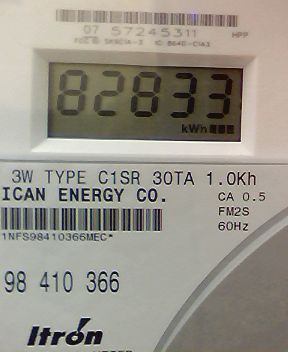 07 57245311 HPP
82833
kWh
3W TYPE C1SR 30TA 1.0Kh
ICAN ENERGY CO. CA 0.5
FM2S
60Hz
1NFS98410366MEC*
98 410 366
Itrón